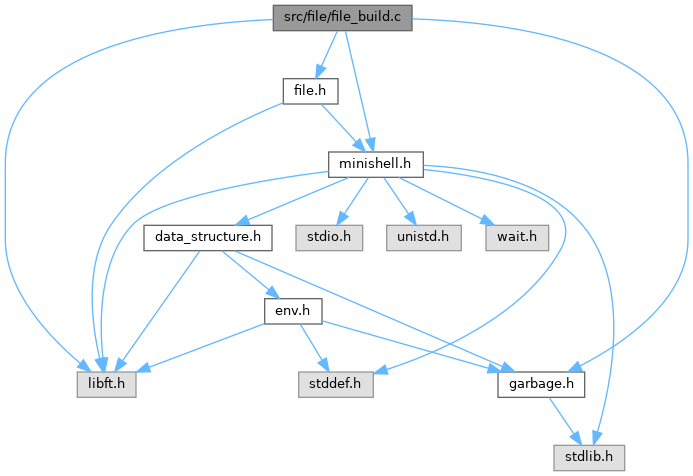 src/file/file_build.c
file.h
minishell.h
data_structure.h
stdio.h
unistd.h
wait.h
env.h
libft.h
stddef.h
garbage.h
stdlib.h